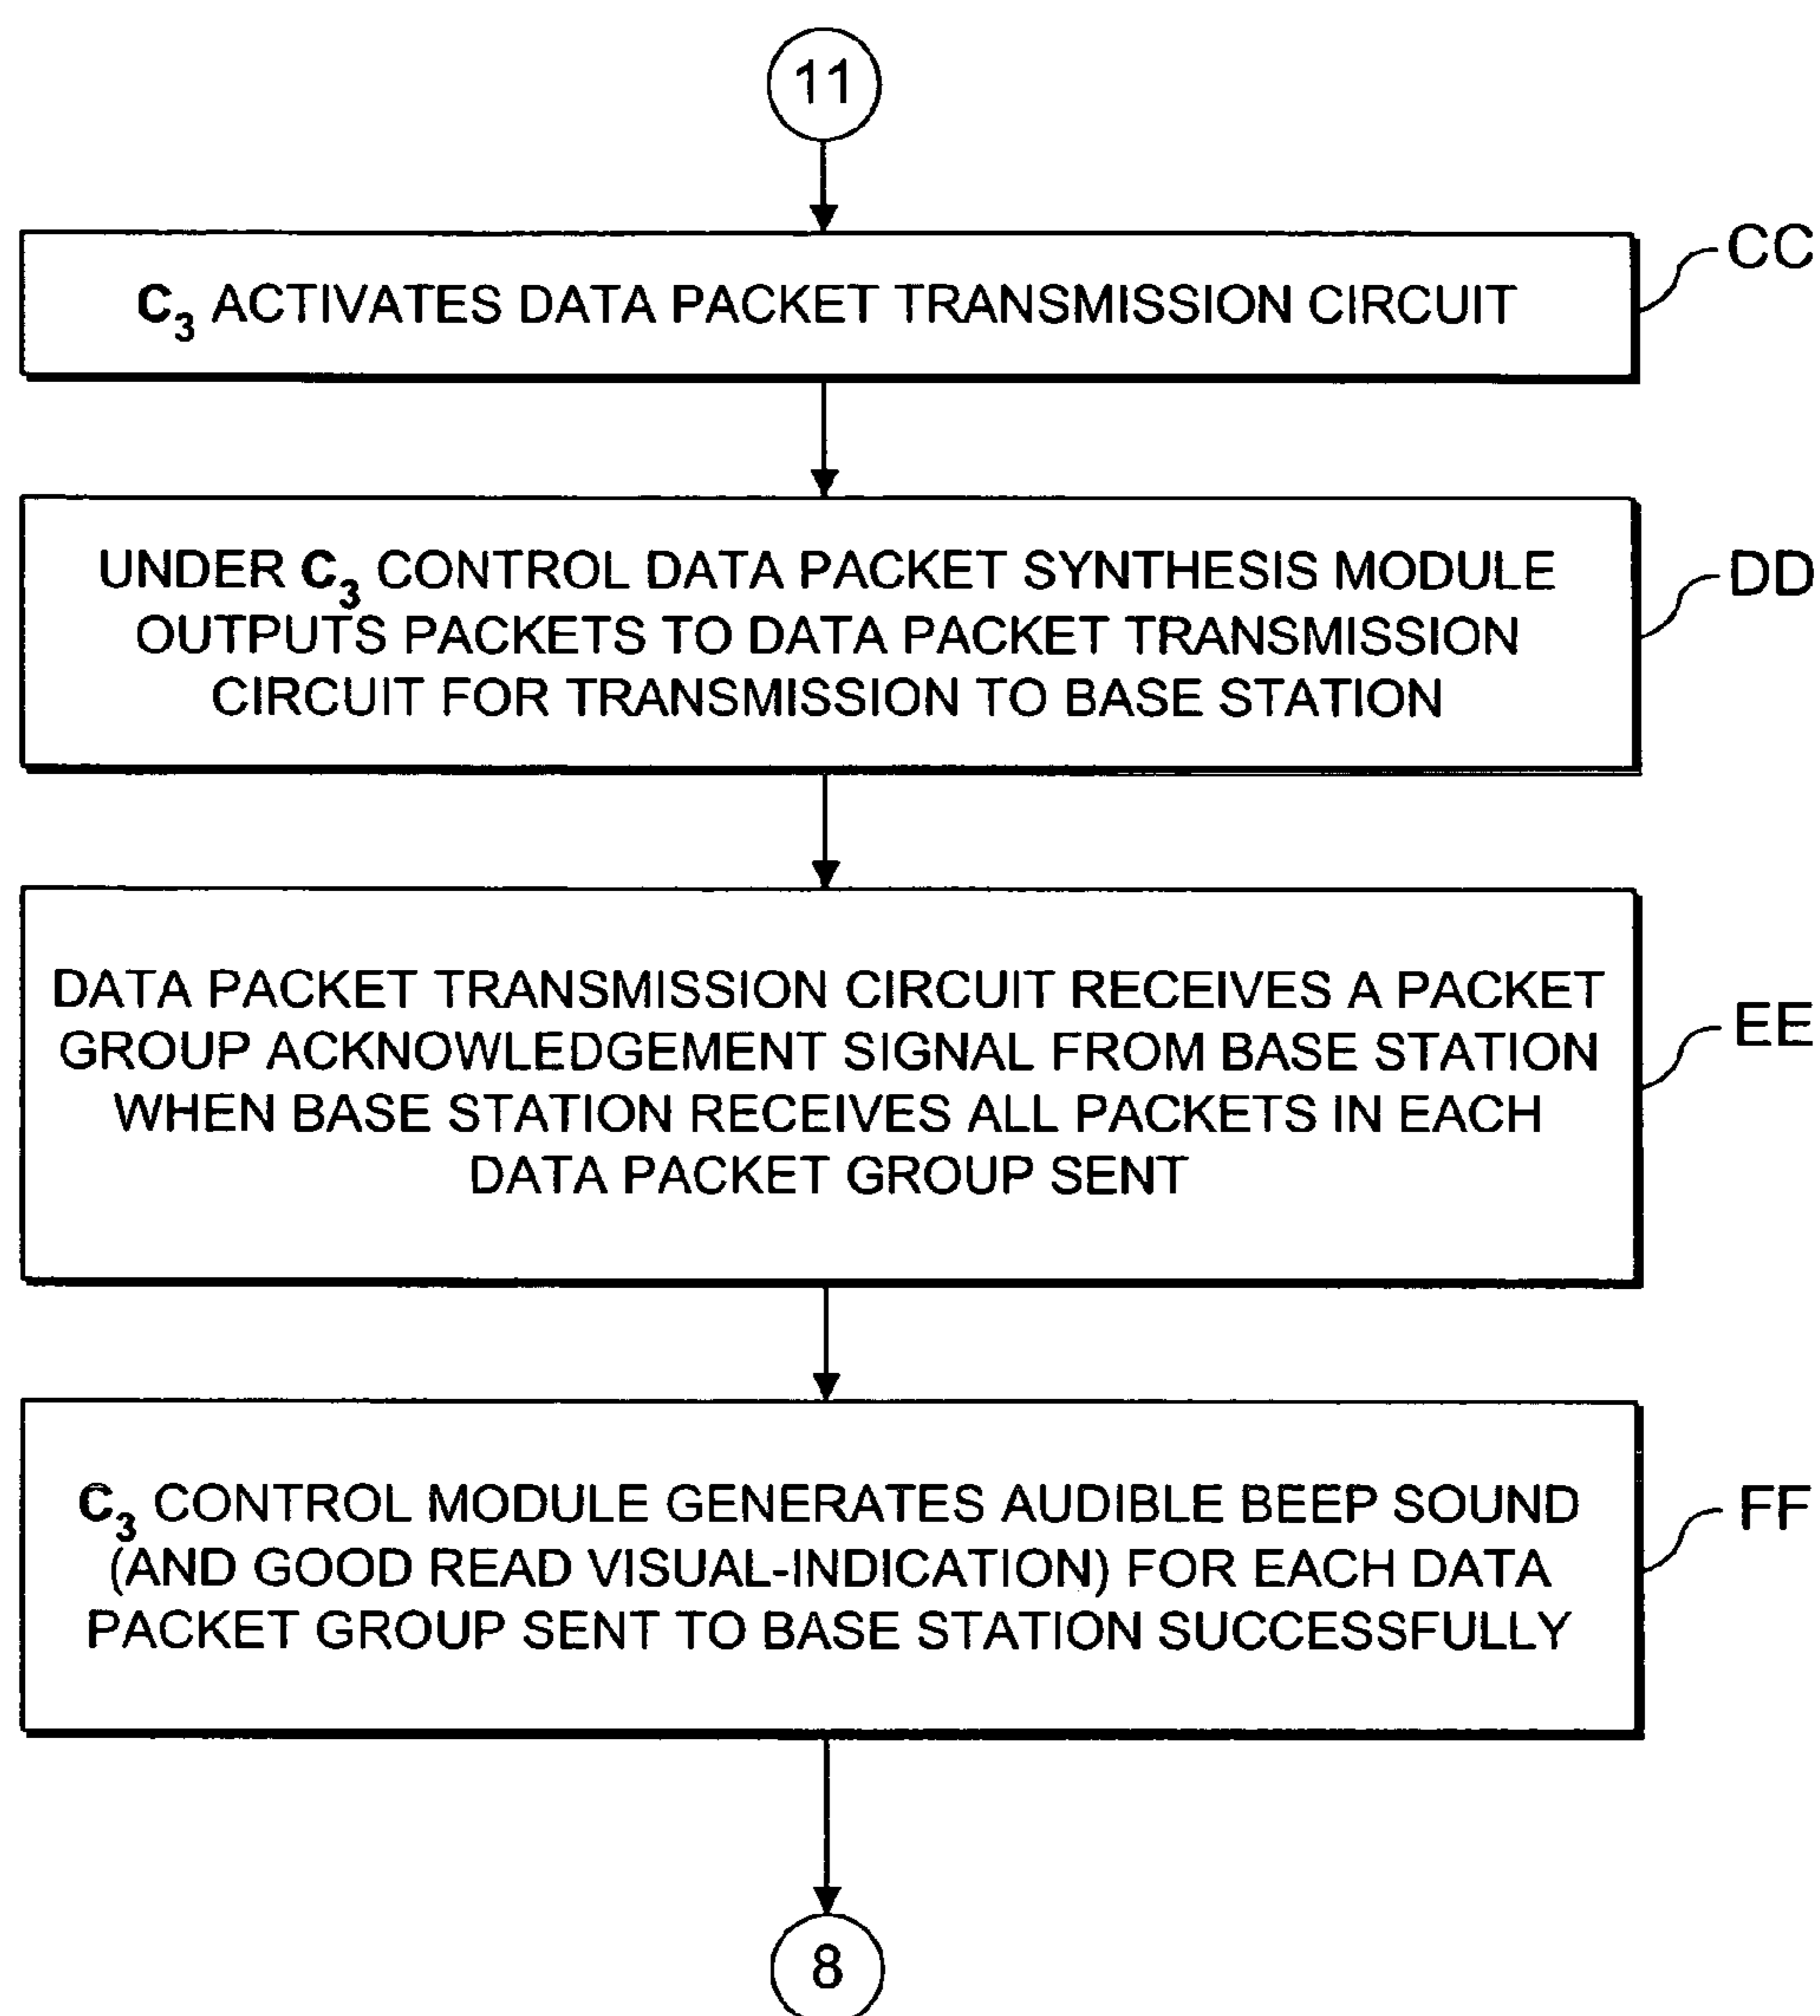 11
C3 ACTIVATES DATA PACKET TRANSMISSION CIRCUIT
CC
UNDER C3 CONTROL DATA PACKET SYNTHESIS MODULE
OUTPUTS PACKETS TO DATA PACKET TRANSMISSION
CIRCUIT FOR TRANSMISSION TO BASE STATION
DD
DATA PACKET TRANSMISSION CIRCUIT RECEIVES A PACKET
GROUP ACKNOWLEDGEMENT SIGNAL FROM BASE STATION
WHEN BASE STATION RECEIVES ALL PACKETS IN EACH
DATA PACKET GROUP SENT
EE
C3 CONTROL MODULE GENERATES AUDIBLE BEEP SOUND
(AND GOOD READ VISUAL-INDICATION) FOR EACH DATA
PACKET GROUP SENT TO BASE STATION SUCCESSFULLY
FF
8